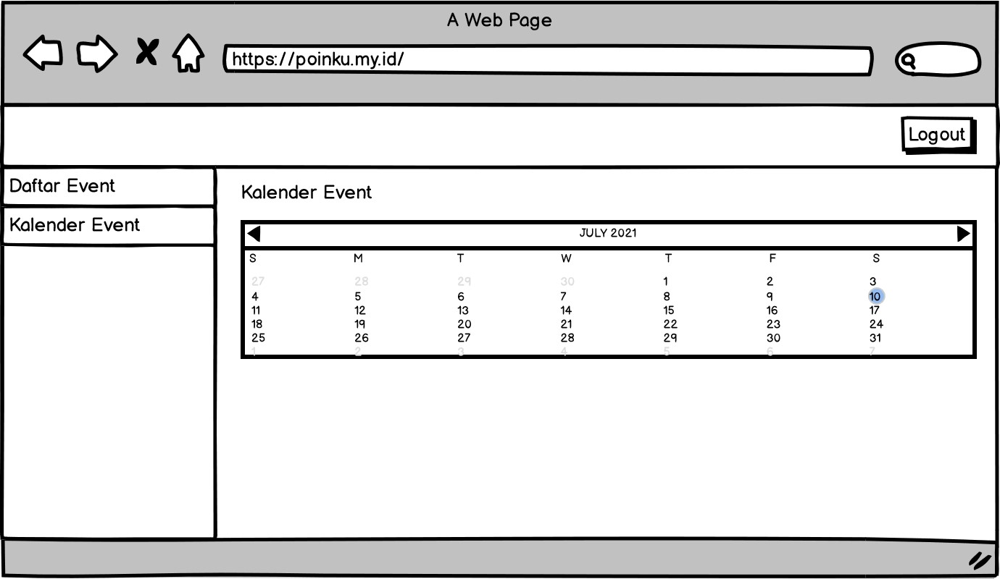 A Web Page
https://poinku.my.id/
Logout
Daftar Event
Kalender Event
Kalender Event
JULY 2021
S M T W T F S
27 28 29 30 1 2 3
4 5 6 7 8 9 10
11 12 13 14 15 16 17
18 19 20 21 22 23 24
25 26 27 28 29 30 31
1 2 3 4 5 6 7